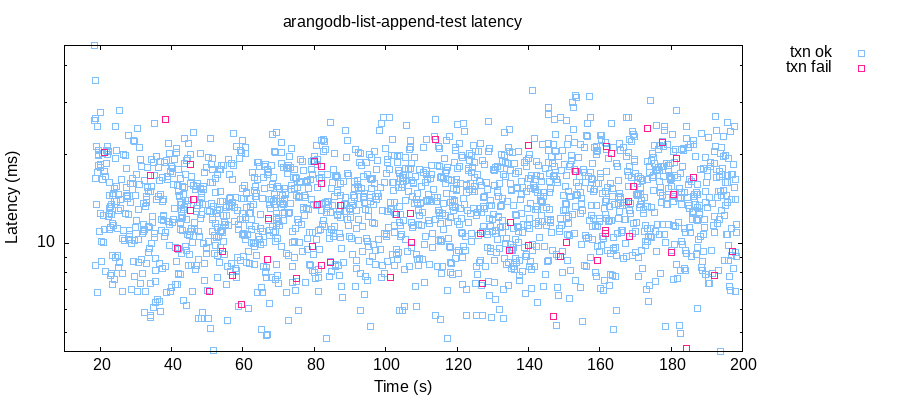 arangodb-list-append-test latency
txn ok
txn fail
Latency (ms)
10
20 40 60 80 100 120 140 160 180 200
Time (s)